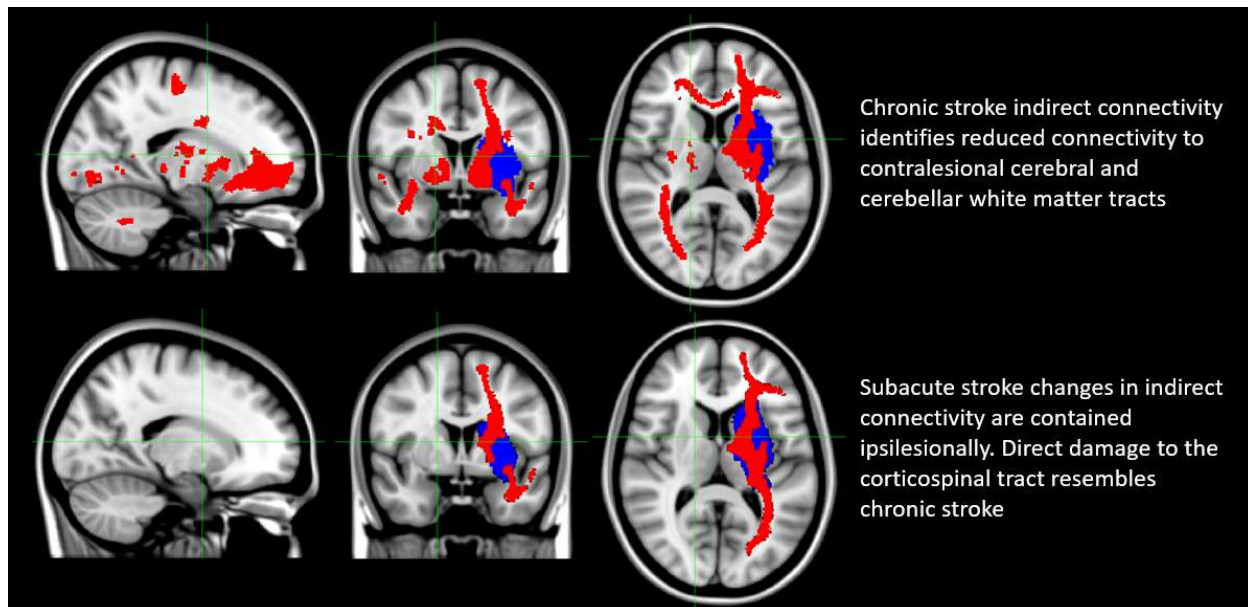 Chronic stroke indirect connectivity
identifies reduced connectivity to
contralesional cerebral and
cerebellar white matter tracts
Subacute stroke changes in indirect
connectivity are contained
ipsilesionally. Direct damage to the
corticospinal tract resembles
chronic stroke